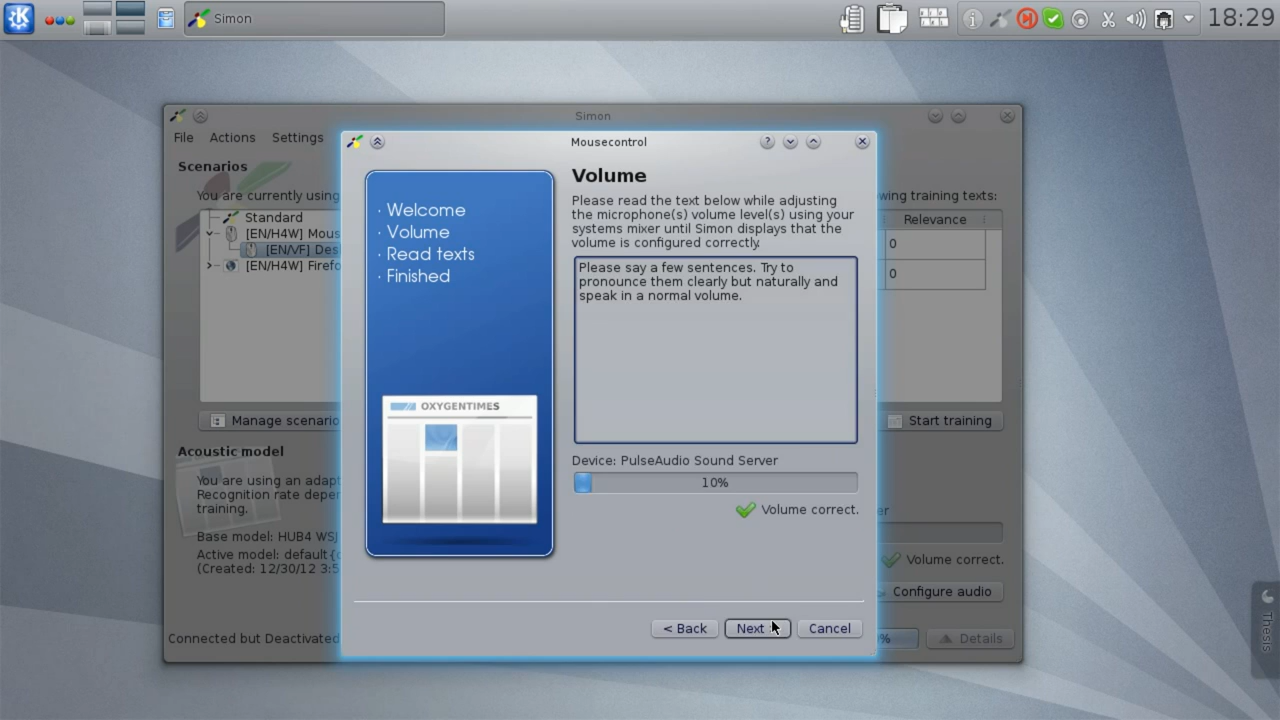 Simon
18:29
Simon
File Actions Settings
Scenarios
You are currently using
Standard
[EN/H4W] Mous
[EN/VF] Des
[EN/H4W] Firefo
Manage scenario
Acoustic model
You are using an adap
Recognition rate depe
training.
Base model: HUB4 WSJ
Active model: default
(Created: 12/30/12 3:5
Connected but Deactivated
Mousecontrol
· Welcome
· Volume
· Read texts
· Finished
OXYGENTIMES
Volume
Please read the text below while adjusting
the microphone(s) volume level(s) using your
systems mixer until Simon displays that the
volume is configured correctly.
Please say a few sentences. Try to
pronounce them clearly but naturally and
speak in a normal volume.
Device: PulseAudio Sound Server
10%
Volume correct.
< Back Next Cancel
wing training texts:
Relevance
0
0
Start training
er
Volume correct.
Configure audio
%
Details
Thesis